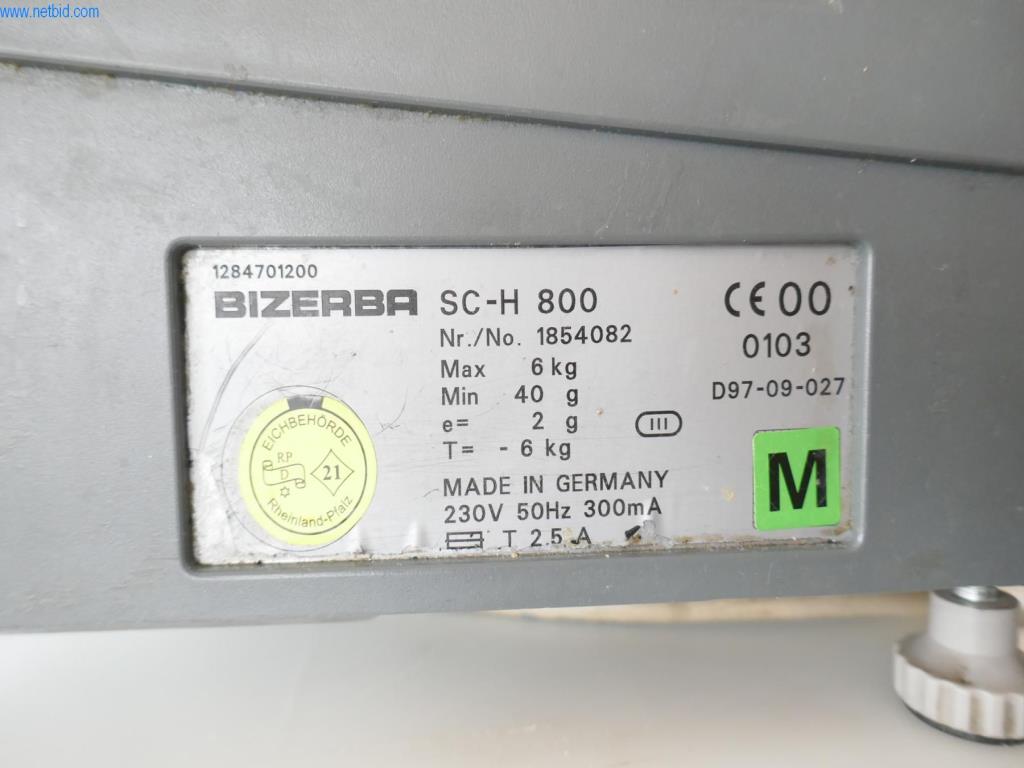 www.netbid.com
1284701200
BIZERBA SC-H 800
Nr./No. 1854082
Max 6 kg
Min 40 g
e= 2 g
III
T= - 6 kg
MADE IN GERMANY
230V 50Hz 300mA
T 2.5 A
CE 00
0103
D97-09-027
M
EICHBEHÖRDE
RP
D
21
Rheinland-Pfalz